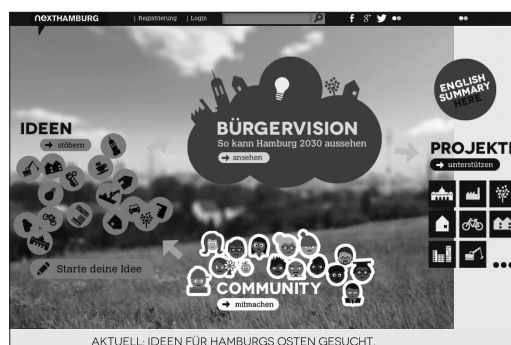 nexthamburg
| Registrierung | Login
f g+
ENGLISH
SUMMARY
HERE
IDEEN
→ stöbern
BÜRGERVISION
So kann Hamburg 2030 aussehen
→ ansehen
PROJEKT
→ unterstützen
Starte deine Idee
COMMUNITY
→ mitmachen
AKTUELL: IDEEN FÜR HAMBURGS OSTEN GESUCHT.